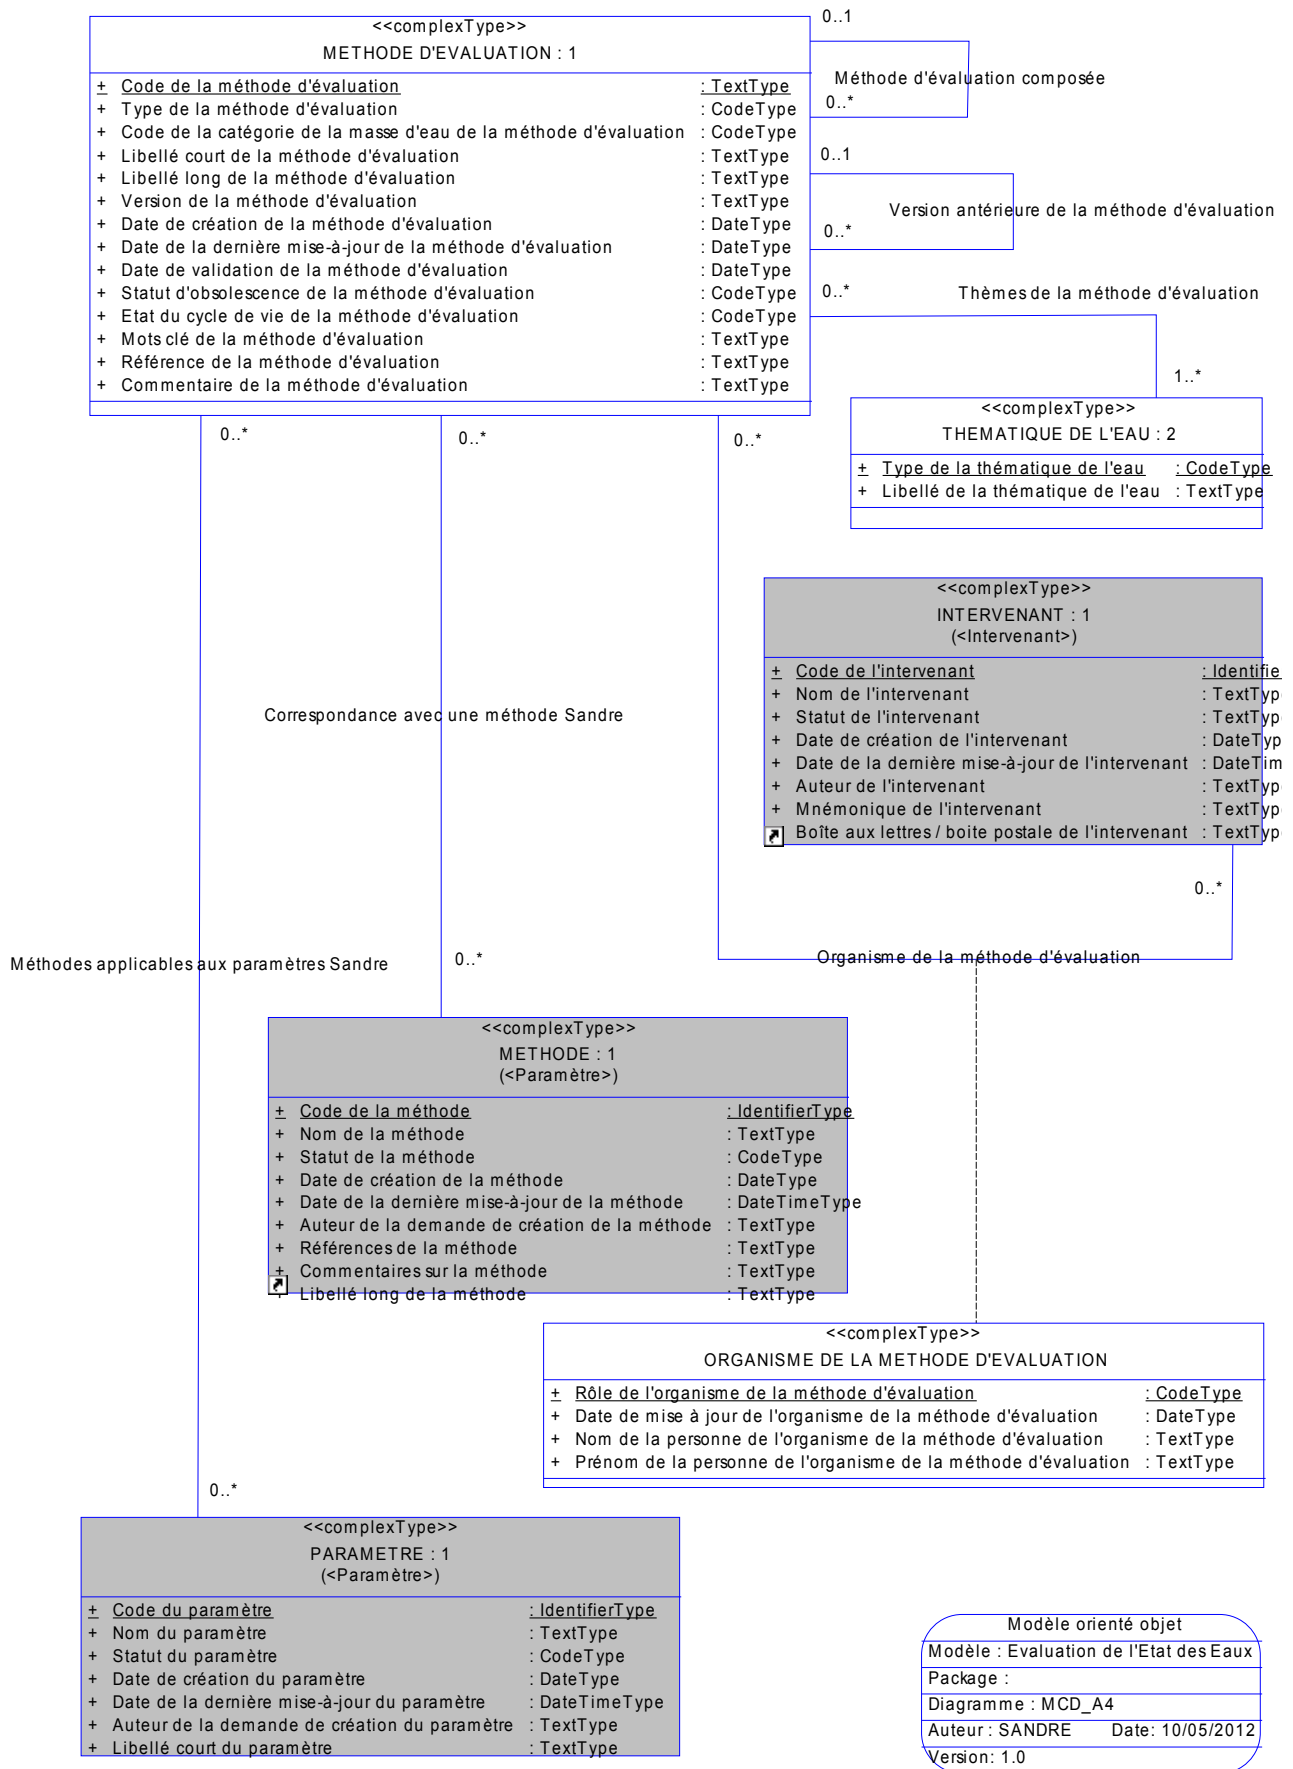 <<complexType>>
METHODE D'EVALUATION : 1
+ Code de la méthode d'évaluation : TextType
+ Type de la méthode d'évaluation : CodeType
+ Code de la catégorie de la masse d'eau de la méthode d'évaluation : CodeType
+ Libellé court de la méthode d'évaluation : TextType
+ Libellé long de la méthode d'évaluation : TextType
+ Version de la méthode d'évaluation : TextType
+ Date de création de la méthode d'évaluation : DateType
+ Date de la dernière mise-à-jour de la méthode d'évaluation : DateType
+ Date de validation de la méthode d'évaluation : DateType
+ Statut d'obsolescence de la méthode d'évaluation : CodeType
+ Etat du cycle de vie de la méthode d'évaluation : CodeType
+ Mots clé de la méthode d'évaluation : TextType
+ Référence de la méthode d'évaluation : TextType
+ Commentaire de la méthode d'évaluation : TextType
0..1
Méthode d'évaluation composée
0..*
0..1
Version antérieure de la méthode d'évaluation
0..*
0..*
Thèmes de la méthode d'évaluation
1..*
<<complexType>>
THEMATIQUE DE L'EAU : 2
+ Type de la thématique de l'eau : CodeType
+ Libellé de la thématique de l'eau : TextType
0..*
0..*
0..*
<<complexType>>
INTERVENANT : 1
(<Intervenant>)
+ Code de l'intervenant : Identifie
+ Nom de l'intervenant : TextTyp
+ Statut de l'intervenant : TextTyp
+ Date de création de l'intervenant : DateTyp
+ Date de la dernière mise-à-jour de l'intervenant : DateTim
+ Auteur de l'intervenant : TextTyp
+ Mnémonique de l'intervenant : TextTyp
Boîte aux lettres / boite postale de l'intervenant : TextTyp
0..*
Correspondance avec une méthode Sandre
Organisme de la méthode d'évaluation
Méthodes applicables aux paramètres Sandre
0..*
<<complexType>>
METHODE : 1
(<Paramètre>)
+ Code de la méthode : IdentifierType
+ Nom de la méthode : TextType
+ Statut de la méthode : CodeType
+ Date de création de la méthode : DateType
+ Date de la dernière mise-à-jour de la méthode : DateTimeType
+ Auteur de la demande de création de la méthode : TextType
+ Références de la méthode : TextType
+ Commentaires sur la méthode : TextType
+ Libellé long de la méthode : TextType
<<complexType>>
ORGANISME DE LA METHODE D'EVALUATION
+ Rôle de l'organisme de la méthode d'évaluation : CodeType
+ Date de mise à jour de l'organisme de la méthode d'évaluation : DateType
+ Nom de la personne de l'organisme de la méthode d'évaluation : TextType
+ Prénom de la personne de l'organisme de la méthode d'évaluation : TextType
0..*
<<complexType>>
PARAMETRE : 1
(<Paramètre>)
+ Code du paramètre : IdentifierType
+ Nom du paramètre : TextType
+ Statut du paramètre : CodeType
+ Date de création du paramètre : DateType
+ Date de la dernière mise-à-jour du paramètre : DateTimeType
+ Auteur de la demande de création du paramètre : TextType
+ Libellé court du paramètre : TextType
Modèle orienté objet
Modèle : Evaluation de l'Etat des Eaux
Package :
Diagramme : MCD_A4
Auteur : SANDRE Date: 10/05/2012
Version: 1.0